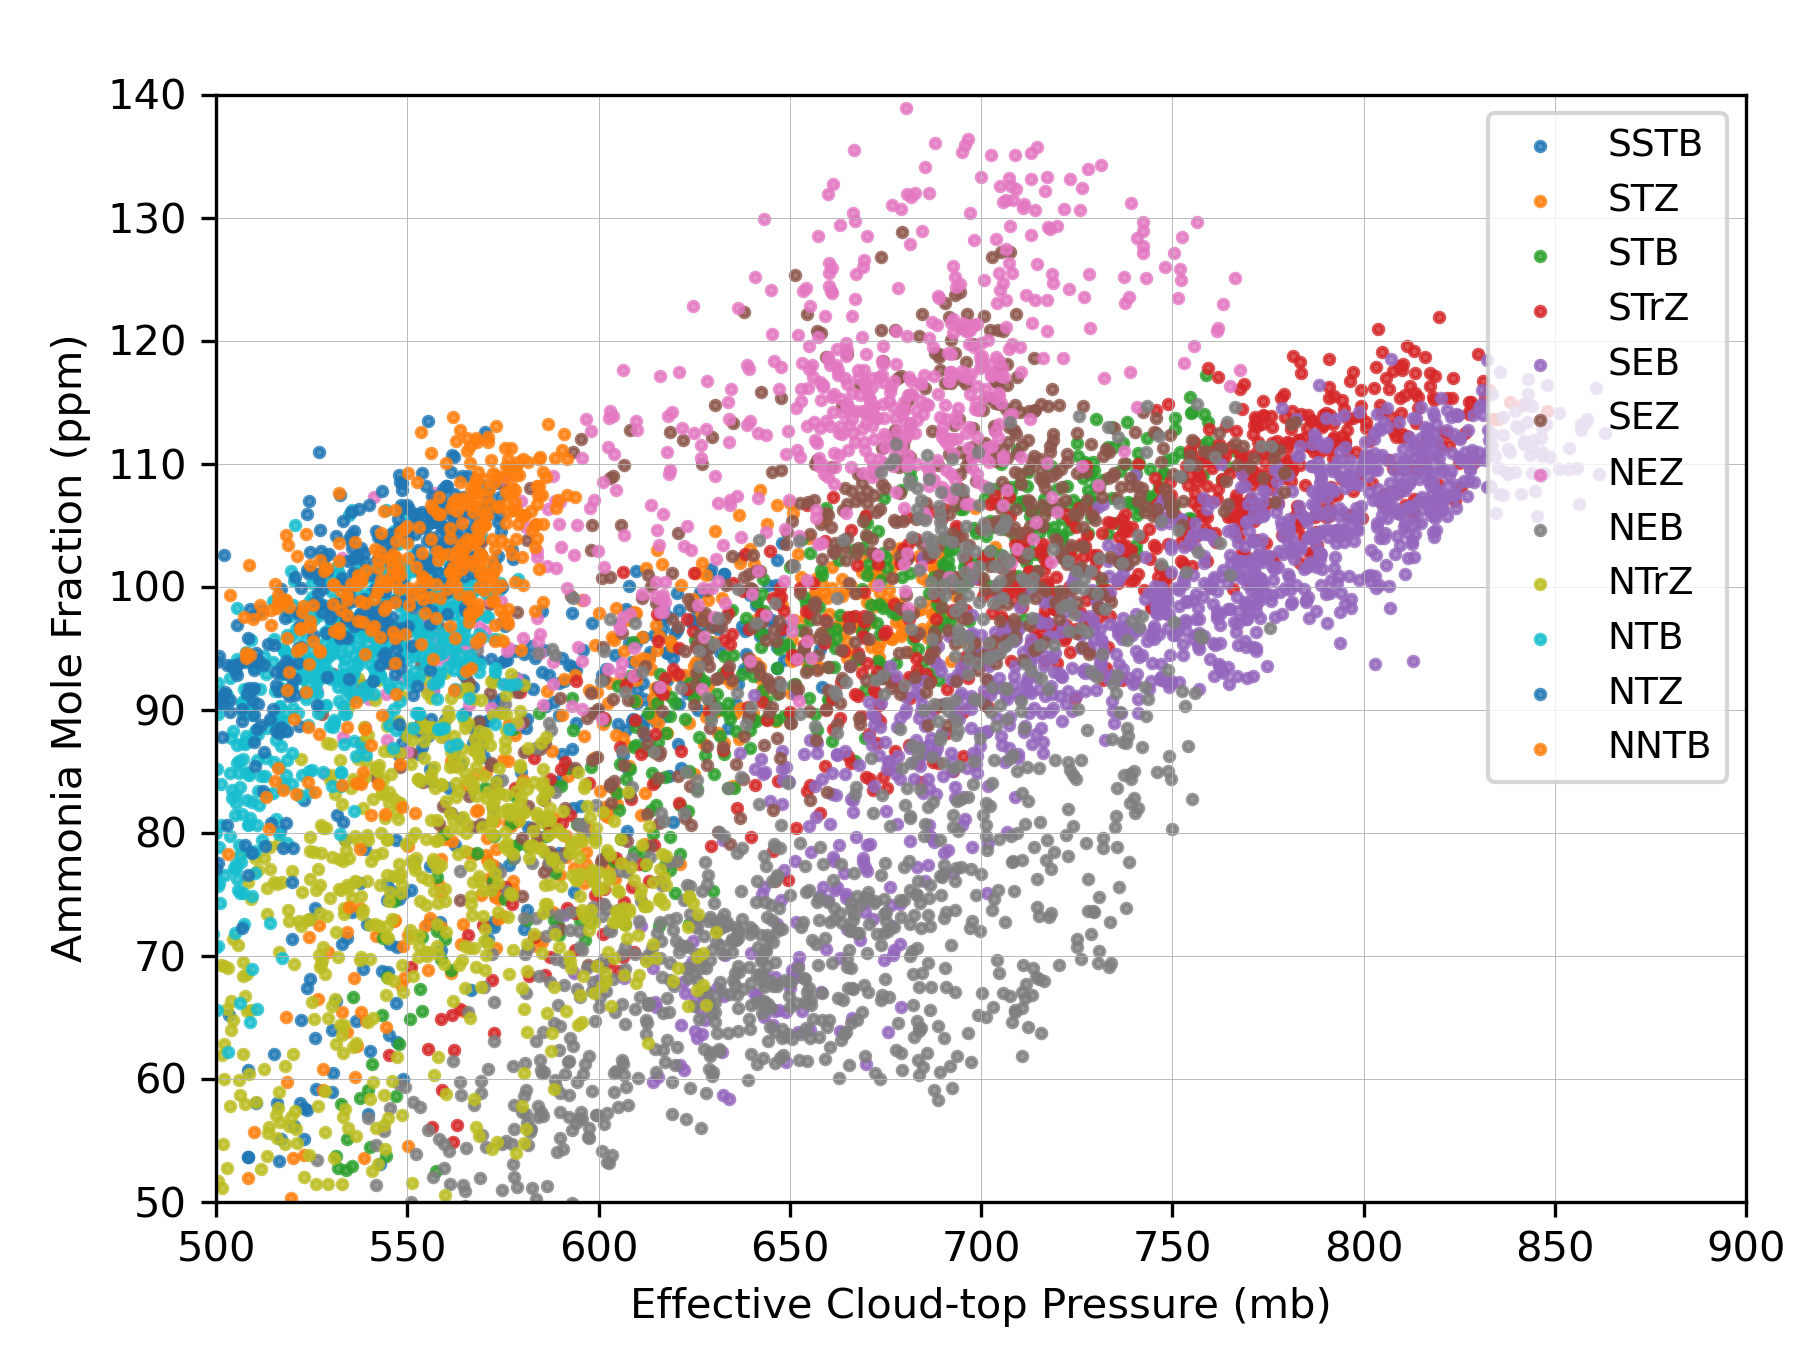 140
130
120
110
100
90
80
70
60
50
Ammonia Mole Fraction (ppm)
SSTB
STZ
STB
STrZ
SEB
SEZ
NEZ
NEB
NTrZ
NTB
NTZ
NNTB
500 550 600 650 700 750 800 850 900
Effective Cloud-top Pressure (mb)